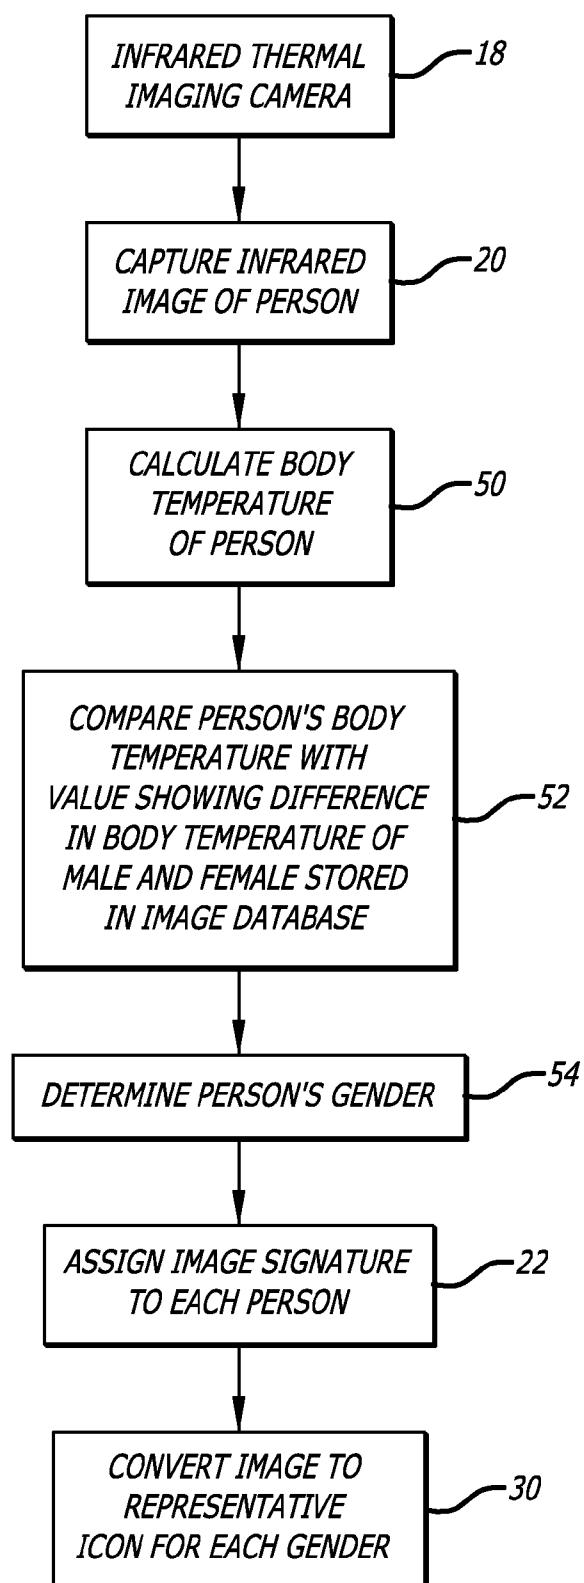 INFRARED THERMAL
IMAGING CAMERA
18
CAPTURE INFRARED
IMAGE OF PERSON
20
CALCULATE BODY
TEMPERATURE
OF PERSON
50
COMPARE PERSON'S BODY
TEMPERATURE WITH
VALUE SHOWING DIFFERENCE
IN BODY TEMPERATURE OF
MALE AND FEMALE STORED
IN IMAGE DATABASE
52
DETERMINE PERSON'S GENDER
54
ASSIGN IMAGE SIGNATURE
TO EACH PERSON
22
CONVERT IMAGE TO
REPRESENTATIVE
ICON FOR EACH GENDER
30